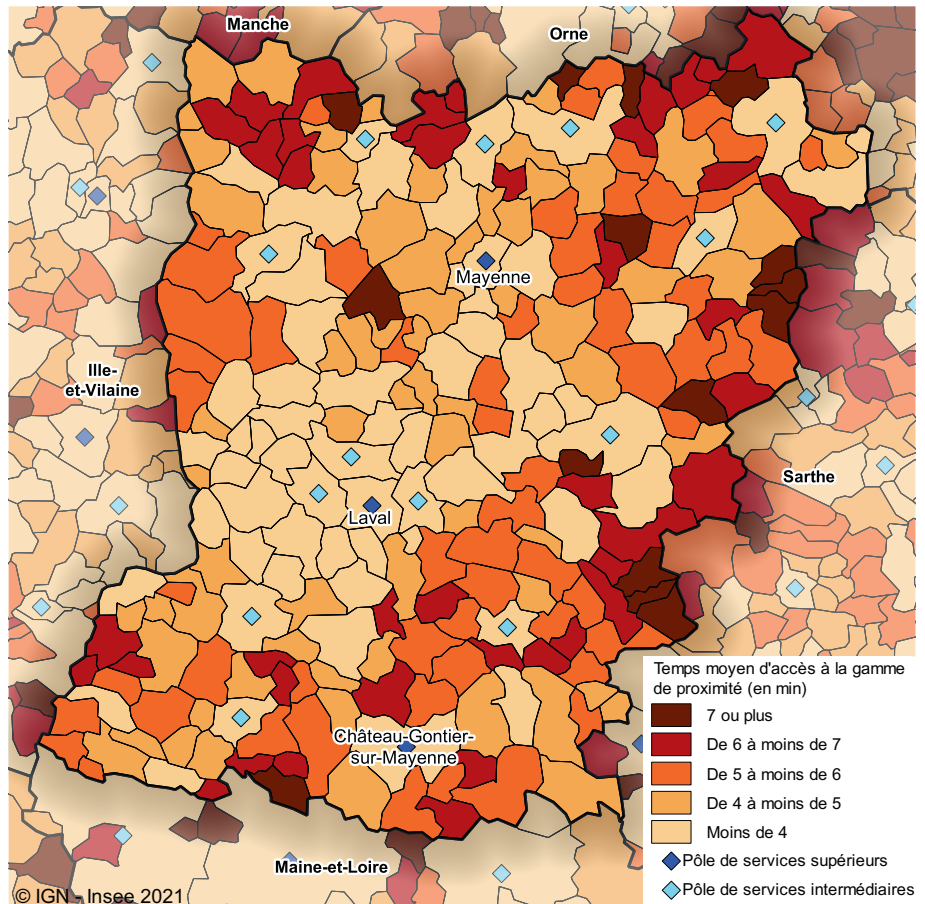 Manche
Orne
Mayenne
Ille-
et-Vilaine
Sarthe
Laval
Château-Gontier-
sur-Mayenne
Maine-et-Loire
Temps moyen d'accès à la gamme
de proximité (en min)
7 ou plus
De 6 à moins de 7
De 5 à moins de 6
De 4 à moins de 5
Moins de 4
Pôle de services supérieurs
Pôle de services intermédiaires
© IGN - Insee 2021